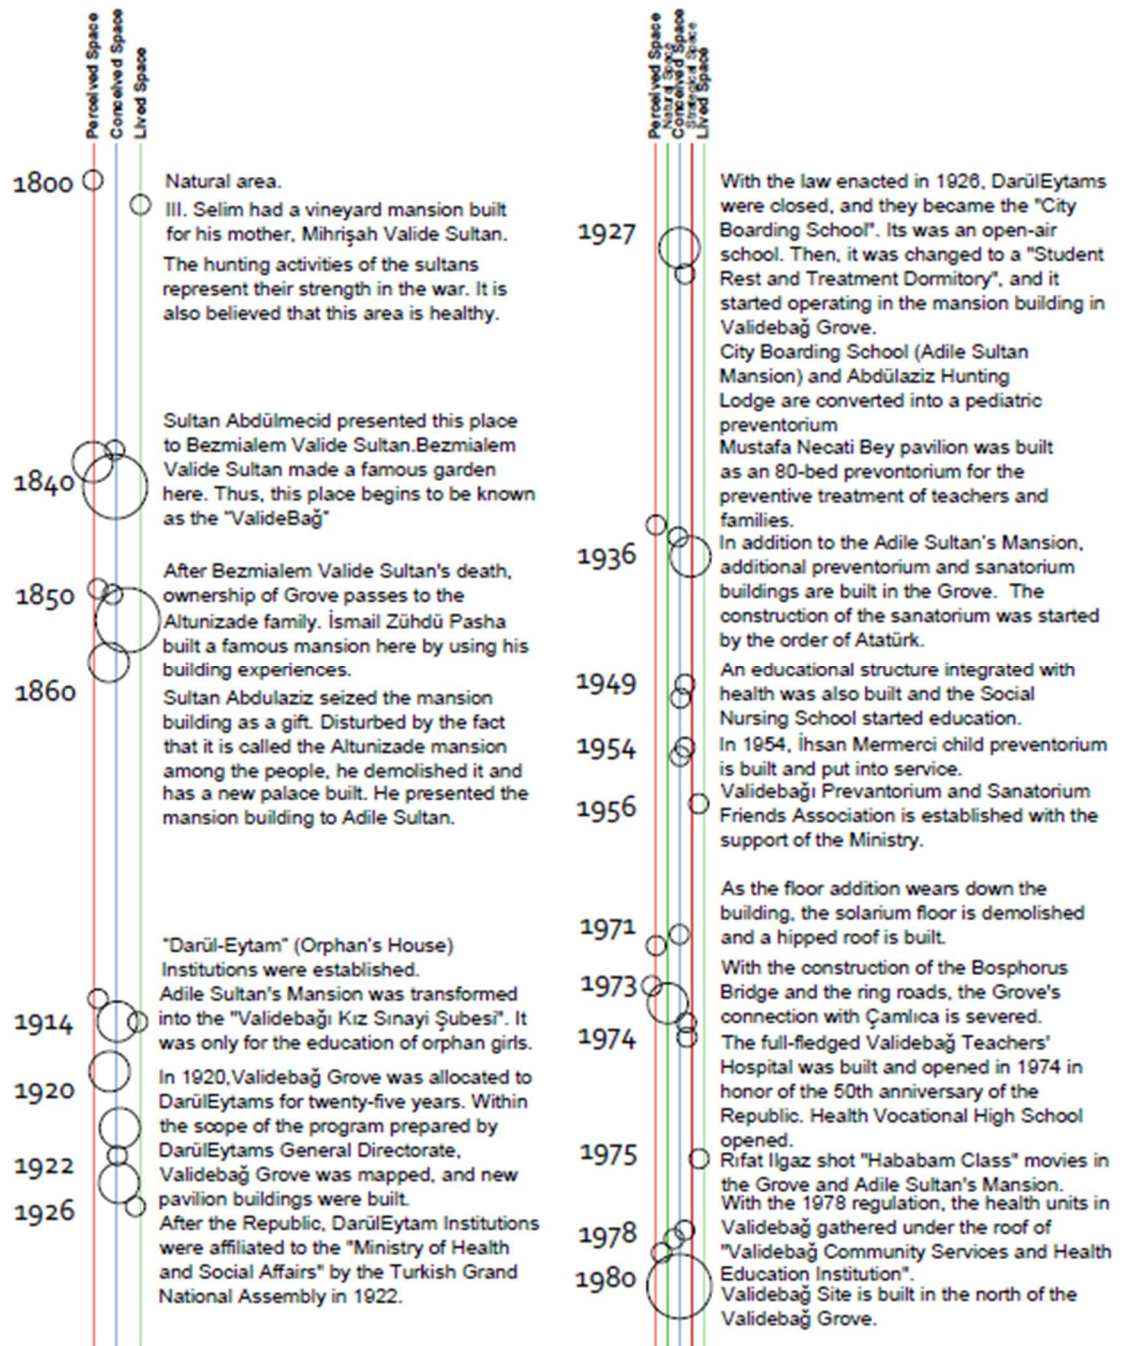 Perceived Space
Conceived Space
Lived Space
1800
Natural area.
III. Selim had a vineyard mansion built
for his mother, Mihrişah Valide Sultan.
The hunting activities of the sultans
represent their strength in the war. It is
also believed that this area is healthy.
1840
Sultan Abdülmecid presented this place
to Bezmialem Valide Sultan.Bezmialem
Valide Sultan made a famous garden
here. Thus, this place begins to be known
as the "ValideBağ"
1850
After Bezmialem Valide Sultan's death,
ownership of Grove passes to the
Altunizade family. İsmail Zühdü Pasha
built a famous mansion here by using his
building experiences.
1860
Sultan Abdulaziz seized the mansion
building as a gift. Disturbed by the fact
that it is called the Altunizade mansion
among the people, he demolished it and
has a new palace built. He presented the
mansion building to Adile Sultan.
"Darül-Eytam" (Orphan's House)
Institutions were established.
1914
Adile Sultan's Mansion was transformed
into the "Validebağı Kız Sınayi Şubesi". It
was only for the education of orphan girls.
1920
In 1920,Validebağ Grove was allocated to
DarülEytams for twenty-five years. Within
the scope of the program prepared by
DarülEytams General Directorate,
1922
Validebağ Grove was mapped, and new
pavilion buildings were built.
1926
After the Republic, DarülEytam Institutions
were affiliated to the "Ministry of Health
and Social Affairs" by the Turkish Grand
National Assembly in 1922.
Perceived Space
Natural Space
Conceived Space
Strategical Space
Lived Space
1927
With the law enacted in 1926, DarülEytams
were closed, and they became the "City
Boarding School". Its was an open-air
school. Then, it was changed to a "Student
Rest and Treatment Dormitory", and it
started operating in the mansion building in
Validebağ Grove.
City Boarding School (Adile Sultan
Mansion) and Abdülaziz Hunting
Lodge are converted into a pediatric
preventorium
Mustafa Necati Bey pavilion was built
as an 80-bed prevontorium for the
preventive treatment of teachers and
families.
1936
In addition to the Adile Sultan's Mansion,
additional preventorium and sanatorium
buildings are built in the Grove. The
construction of the sanatorium was started
by the order of Atatürk.
1949
An educational structure integrated with
health was also built and the Social
Nursing School started education.
1954
In 1954, İhsan Mermerci child preventorium
is built and put into service.
1956
Validebağı Prevantorium and Sanatorium
Friends Association is established with the
support of the Ministry.
1971
As the floor addition wears down the
building, the solarium floor is demolished
and a hipped roof is built.
1973
With the construction of the Bosphorus
Bridge and the ring roads, the Grove's
connection with Çamlıca is severed.
1974
The full-fledged Validebağ Teachers'
Hospital was built and opened in 1974 in
honor of the 50th anniversary of the
Republic. Health Vocational High School
opened.
1975
Rıfat Ilgaz shot "Hababam Class" movies in
the Grove and Adile Sultan's Mansion.
1978
With the 1978 regulation, the health units in
Validebağ gathered under the roof of
"Validebağ Community Services and Health
Education Institution".
1980
Validebağ Site is built in the north of the
Validebağ Grove.